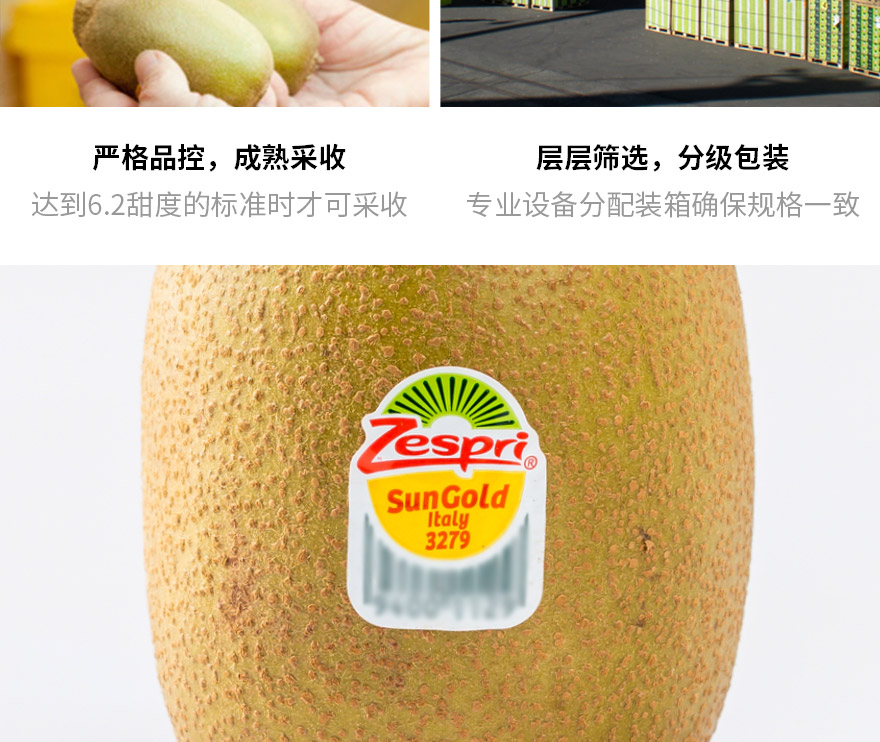 严格品控，成熟采收
达到6.2甜度的标准时才可采收
层层筛选，分级包装
专业设备分配装箱确保规格一致
Zespri®
SunGold
Italy
3279